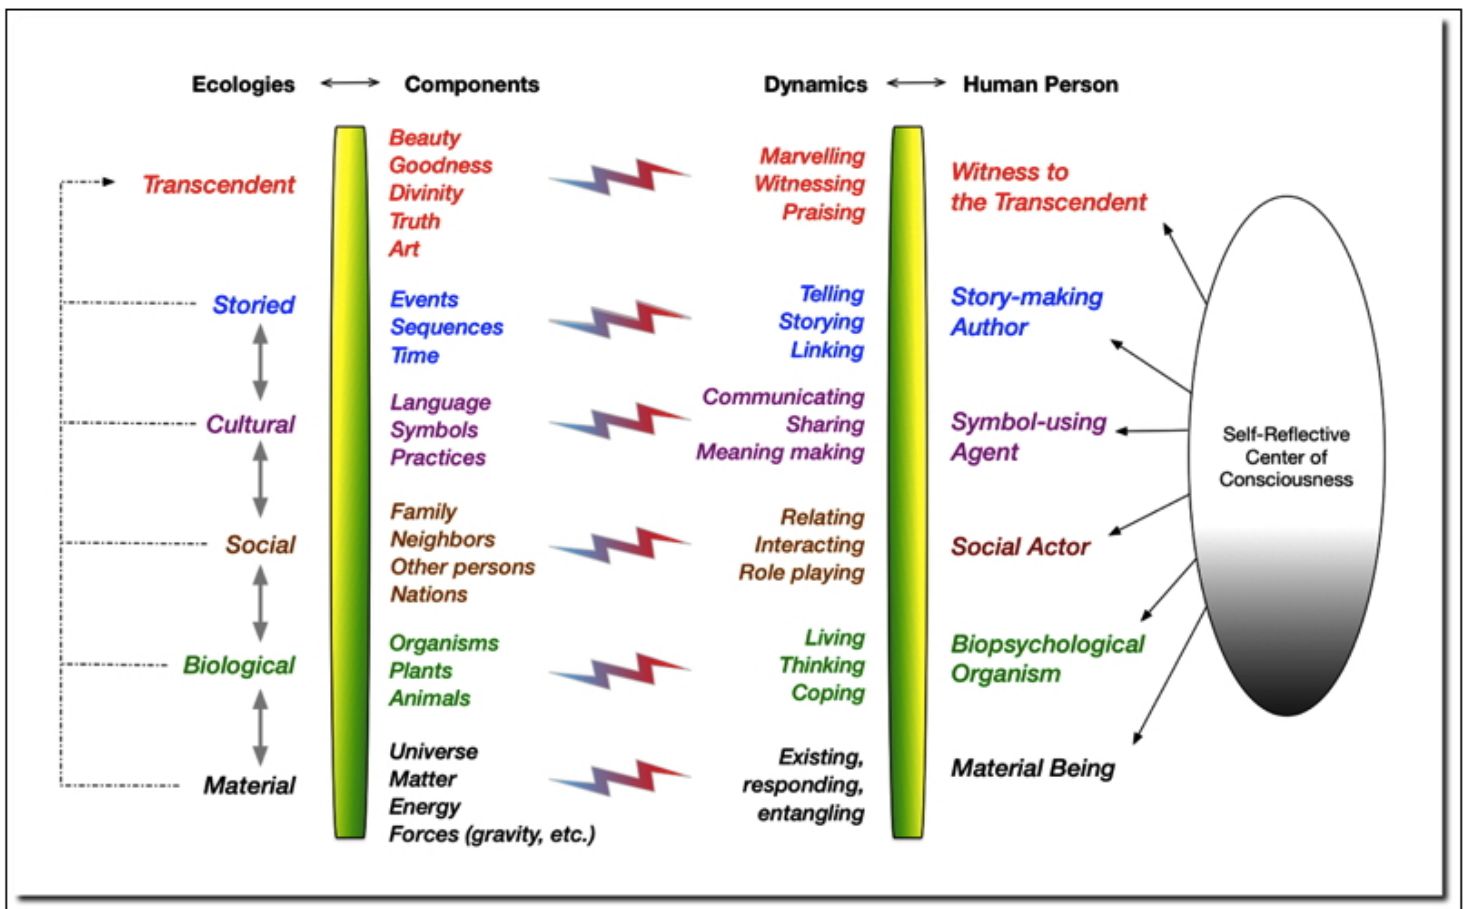 Ecologies
Components
Dynamics
Human Person
Transcendent
Beauty
Goodness
Divinity
Truth
Art
Marvelling
Witnessing
Praising
Witness to
the Transcendent
Storied
Events
Sequences
Time
Telling
Storying
Linking
Story-making
Author
Cultural
Language
Symbols
Practices
Communicating
Sharing
Meaning making
Symbol-using
Agent
Social
Family
Neighbors
Other persons
Nations
Relating
Interacting
Role playing
Social Actor
Biological
Organisms
Plants
Animals
Living
Thinking
Coping
Biopsychological
Organism
Material
Universe
Matter
Energy
Forces (gravity, etc.)
Existing,
responding,
entangling
Material Being
Self-Reflective
Center of
Consciousness